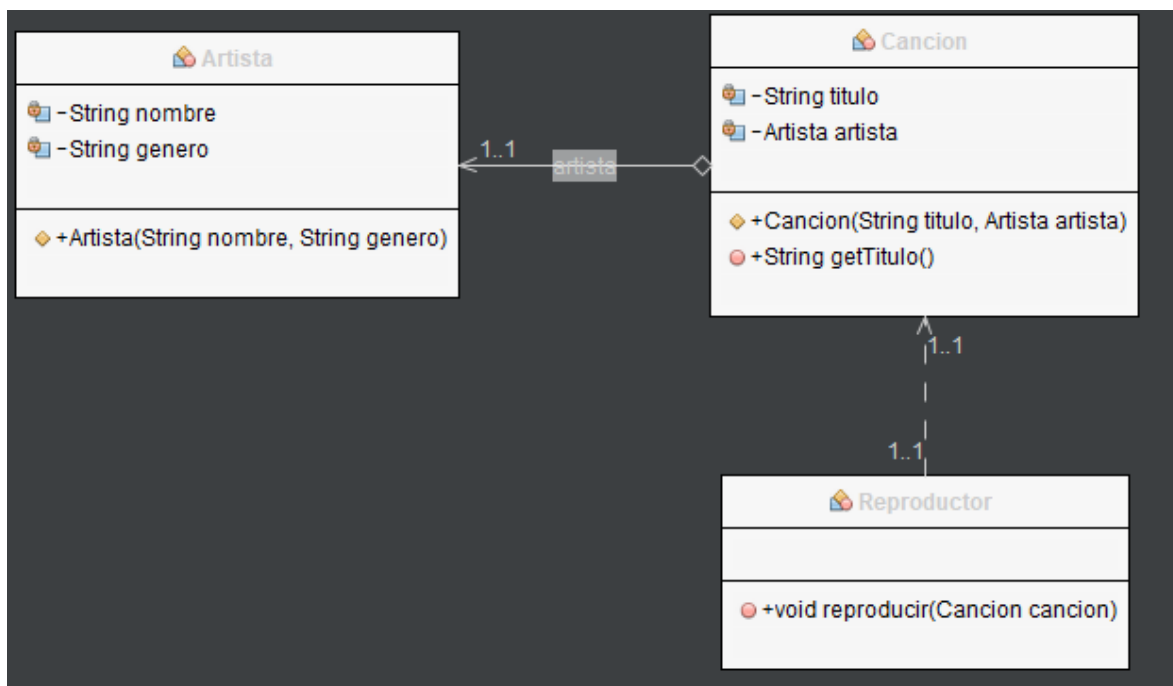 Artista
-String nombre
-String genero
+Artista(String nombre, String genero)
1..1
artista
Cancion
-String titulo
-Artista artista
+Cancion(String titulo, Artista artista)
+String getTitulo()
1..1
1..1
Reproductor
+void reproducir(Cancion cancion)